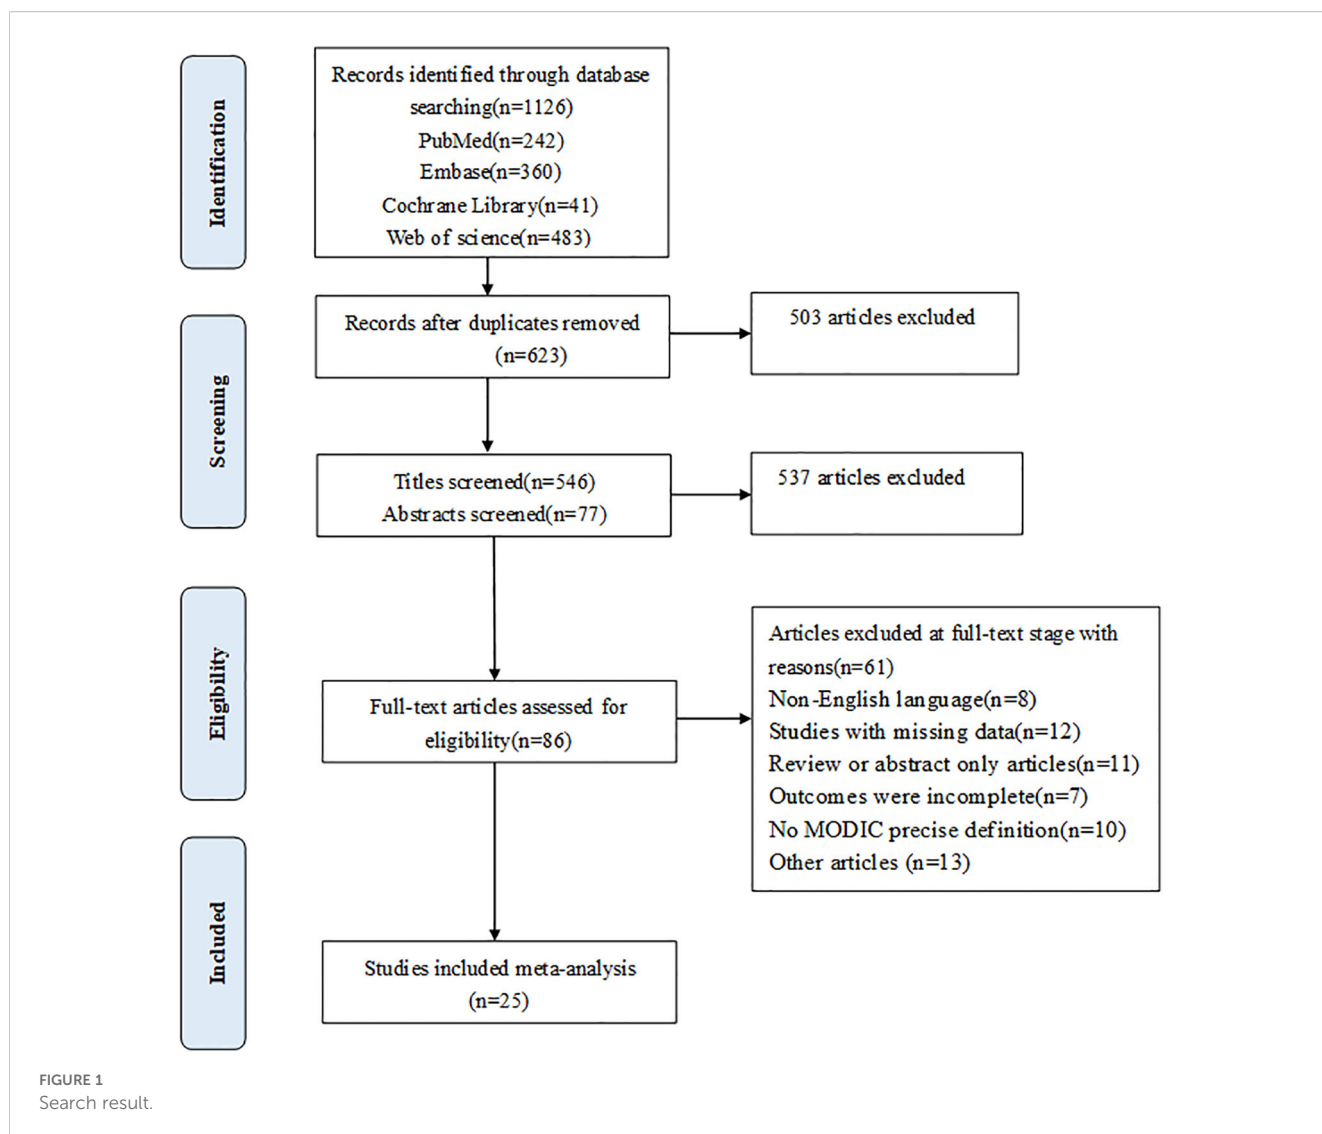 Identification
Records identified through database
searching(n=1126)
PubMed(n=242)
Embase(n=360)
Cochrane Library(n=41)
Web of science(n=483)
Screening
Records after duplicates removed
(n=623)
503 articles excluded
Titles screened(n=546)
Abstracts screened(n=77)
537 articles excluded
Eligibility
Full-text articles assessed for
eligibility(n=86)
Articles excluded at full-text stage with
reasons(n=61)
Non-English language(n=8)
Studies with missing data(n=12)
Review or abstract only articles(n=11)
Outcomes were incomplete(n=7)
No MODIC precise definition(n=10)
Other articles (n=13)
Included
Studies included meta-analysis
(n=25)
FIGURE 1
Search result.